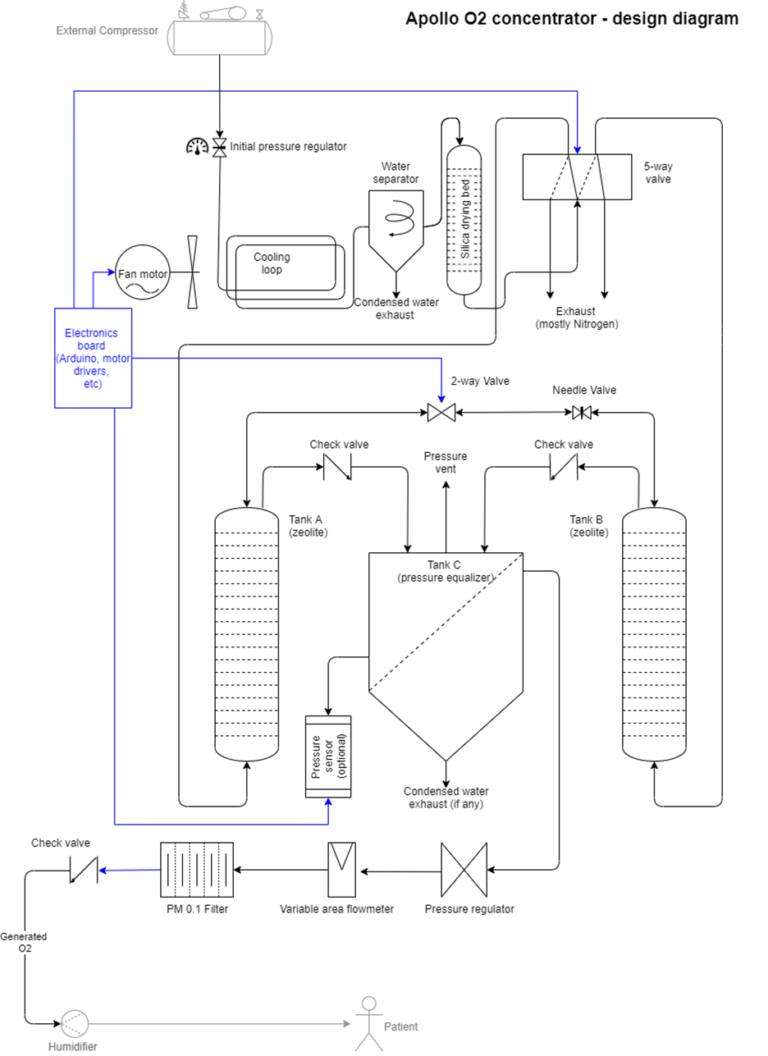 Apollo O2 concentrator - design diagram
External Compressor
Initial pressure regulator
Water
separator
Silica drying bed
5-way
valve
Cooling
loop
Fan motor
Condensed water
exhaust
Exhaust
(mostly Nitrogen)
Electronics
board
(Arduino, motor
drivers,
etc)
2-way Valve
Needle Valve
Check valve
Pressure
vent
Check valve
Tank A
(zeolite)
Tank B
(zeolite)
Tank C
(pressure equalizer)
Pressure
sensor
(optional)
Condensed water
exhaust (if any)
Check valve
PM 0.1 Filter
Variable area flowmeter
Pressure regulator
Generated
O2
Humidifier
Patient